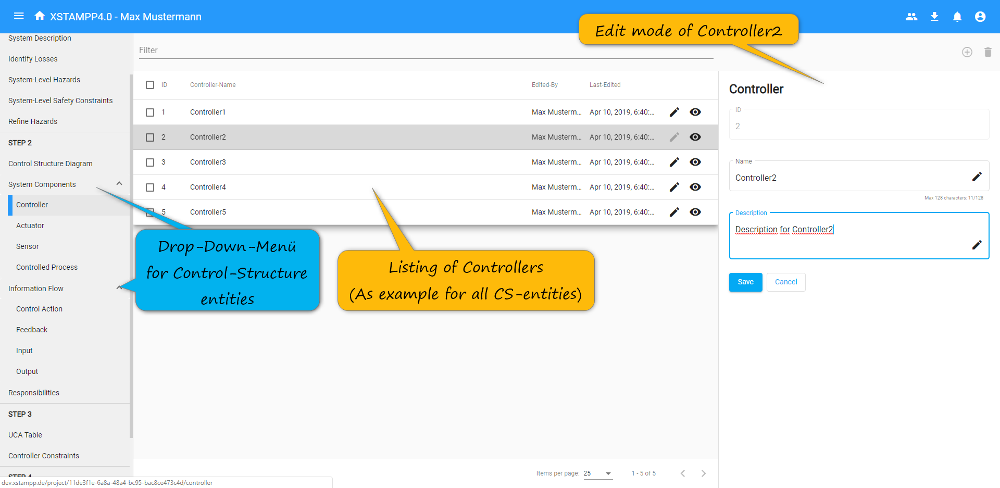 XSTAMPP4.0 - Max Mustermann
Edit mode of Controller2
System Description
Identify Losses
System-Level Hazards
System-Level Safety Constraints
Refine Hazards
STEP 2
Control Structure Diagram
System Components
Controller
Actuator
Sensor
Controlled Process
Information Flow
Control Action
Feedback
Input
Output
Responsibilities
STEP 3
UCA Table
Controller Constraints
STEP 4
dev.xstampp.de/project/11de3f1e-6a8a-48a4-bc95-bac8ce473c4d/controller
Filter
ID Controller-Name Edited-By Last-Edited
1 Controller1 Max Musterm... Apr 10, 2019, 6:40:...
2 Controller2 Max Musterm... Apr 10, 2019, 6:40:...
3 Controller3 Max Musterm... Apr 10, 2019, 6:40:...
4 Controller4 Max Musterm... Apr 10, 2019, 6:40:...
5 Controller5 Max Musterm... Apr 10, 2019, 6:40:...
Drop-Down-Menü
for Control-Structure
entities
Listing of Controllers
(As example for all CS-entities)
Items per page: 25 1 - 5 of 5
Controller
ID
2
Name
Controller2
Max 128 characters: 11/128
Description
Description for Controller2
Save Cancel